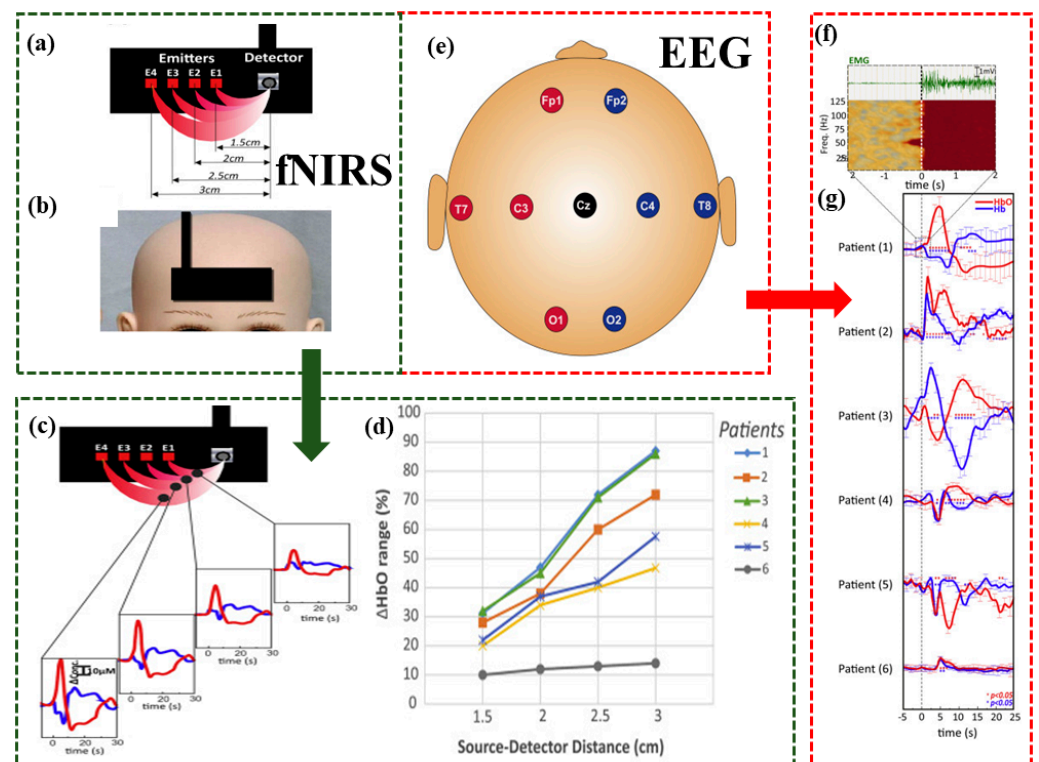 (a)
Emitters Detector
E4 E3 E2 E1
1.5cm
2cm
2.5cm
3cm
fNIRS
(b)
(e)
EEG
Fp1 Fp2
T7 C3 Cz C4 T8
O1 O2
(f)
EMG
1mV
125
100
75
50
25
Freq. (Hz)
2 -1 0 1 2
time (s)
(g)
HbO
Hb
Patient (1)
Patient (2)
Patient (3)
Patient (4)
Patient (5)
Patient (6)
* p<0.05
* p<0.05
-5 0 5 10 15 20 25
time (s)
(c)
E4 E3 E2 E1
0 20 30
time (s)
0 20 30
time (s)
0 20 30
time (s)
ΔConc.
0 20 30
time (s)
(d)
100
90
80
70
60
50
40
30
20
10
0
ΔHbO range (%)
1.5 2 2.5 3
Source-Detector Distance (cm)
Patients
1
2
3
4
5
6